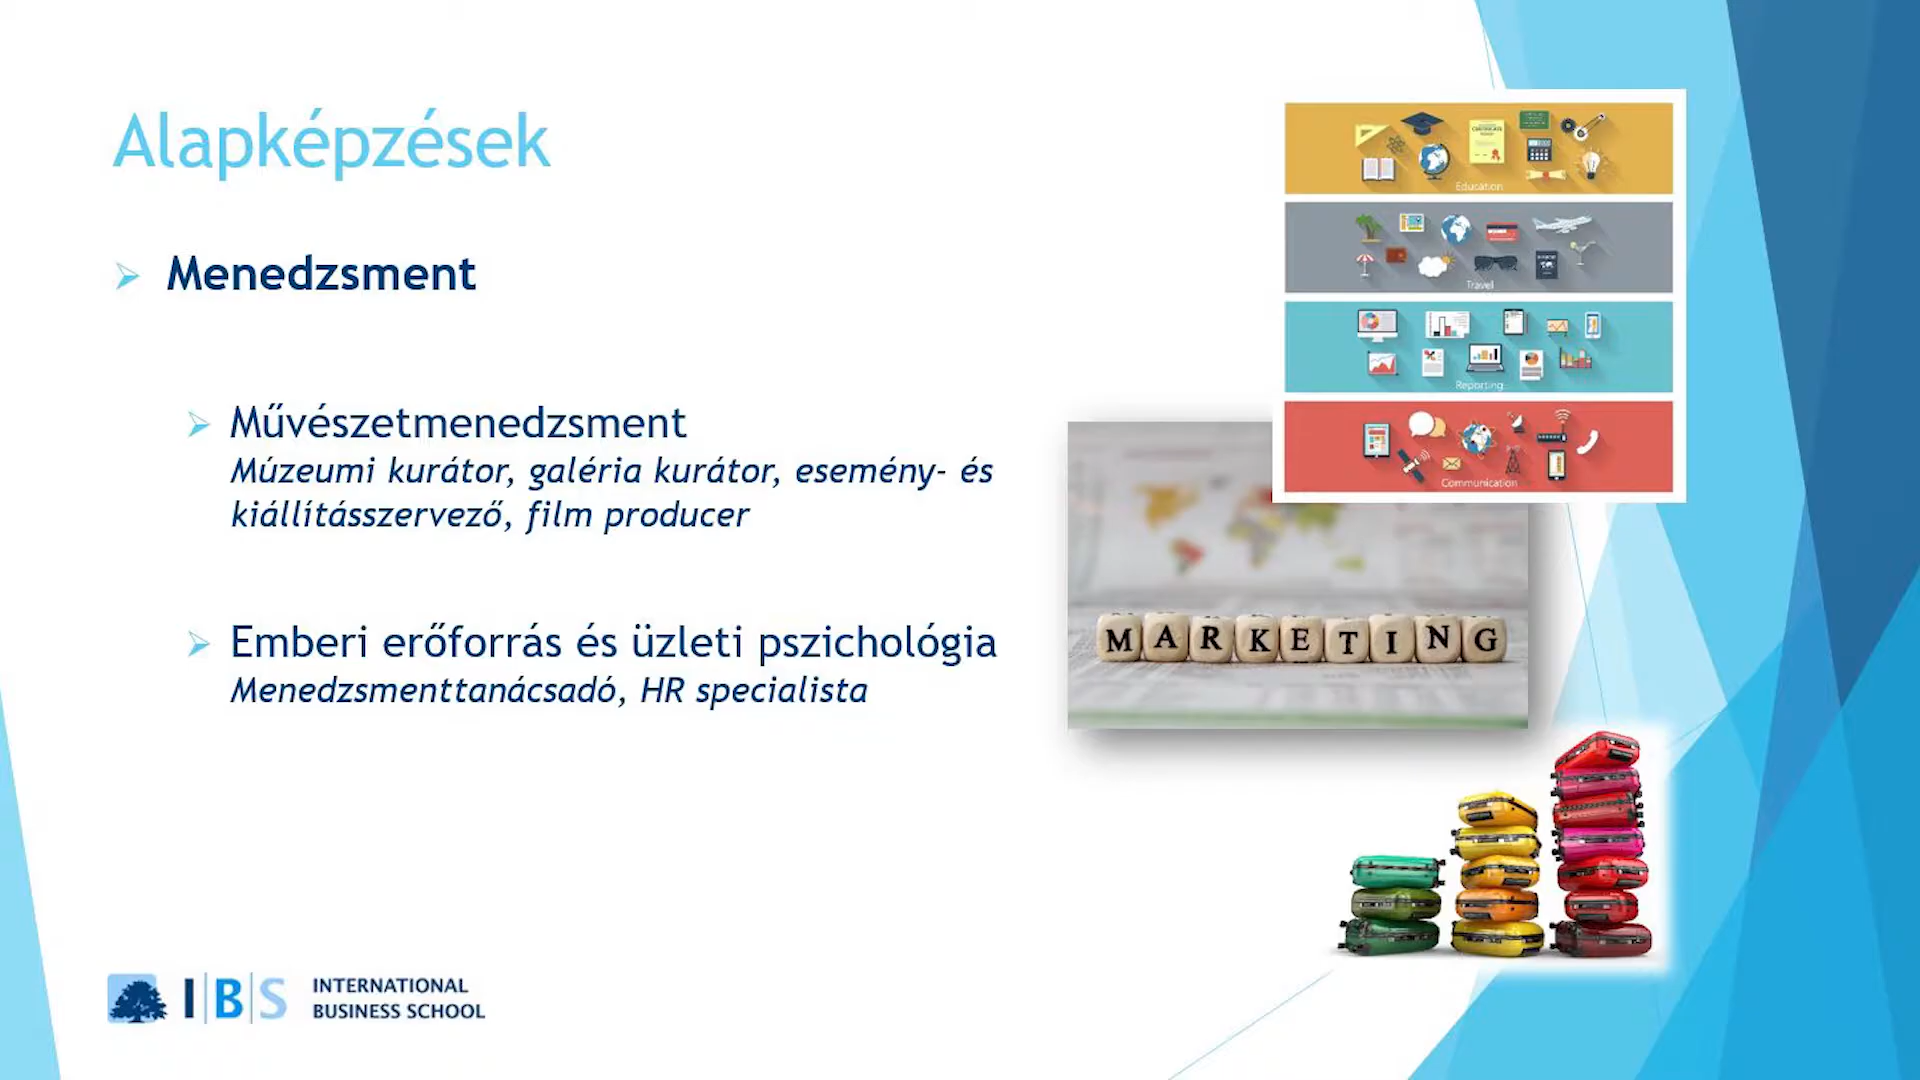 Alapképzések
Menedzsment
Művészetmenedzsment
Múzeumi kurátor, galéria kurátor, esemény- és
kiállításszervező, film producer
Emberi erőforrás és üzleti pszichológia
Menedzsmenttanácsadó, HR specialista
Education
Travel
Reporting
Communication
MARKETING
IBS
INTERNATIONAL
BUSINESS SCHOOL